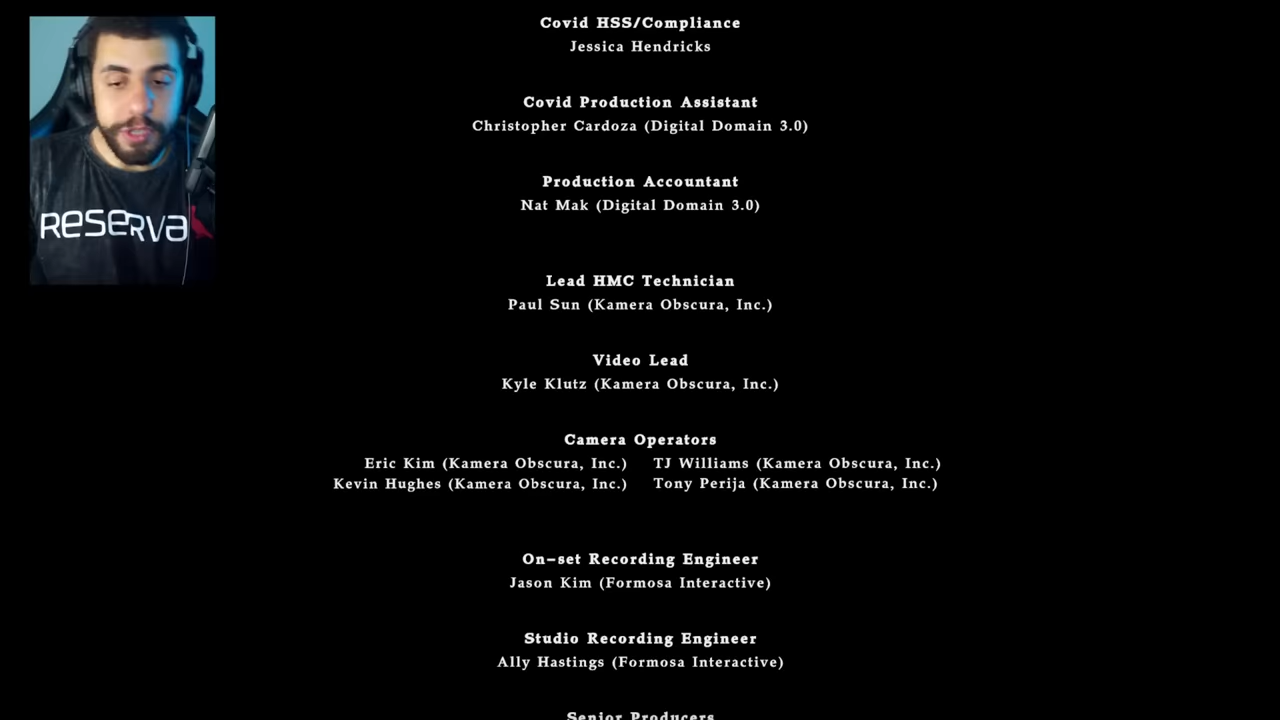 RESERVA
Covid HSS/Compliance
Jessica Hendricks
Covid Production Assistant
Christopher Cardoza (Digital Domain 3.0)
Production Accountant
Nat Mak (Digital Domain 3.0)
Lead HMC Technician
Paul Sun (Kamera Obscura, Inc.)
Video Lead
Kyle Klutz (Kamera Obscura, Inc.)
Camera Operators
Eric Kim (Kamera Obscura, Inc.) TJ Williams (Kamera Obscura, Inc.)
Kevin Hughes (Kamera Obscura, Inc.) Tony Perija (Kamera Obscura, Inc.)
On-set Recording Engineer
Jason Kim (Formosa Interactive)
Studio Recording Engineer
Ally Hastings (Formosa Interactive)
Senior Producers